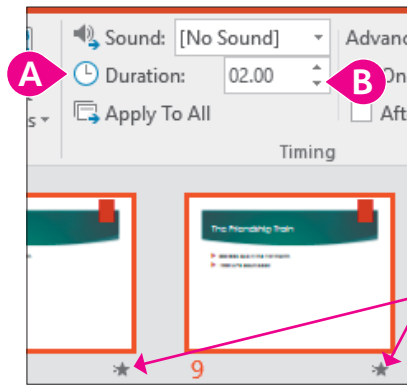 Sound: [No Sound] Advanc
A Duration: 02.00 B On
s Apply To All Aft
Timing
The Friendship Train
9